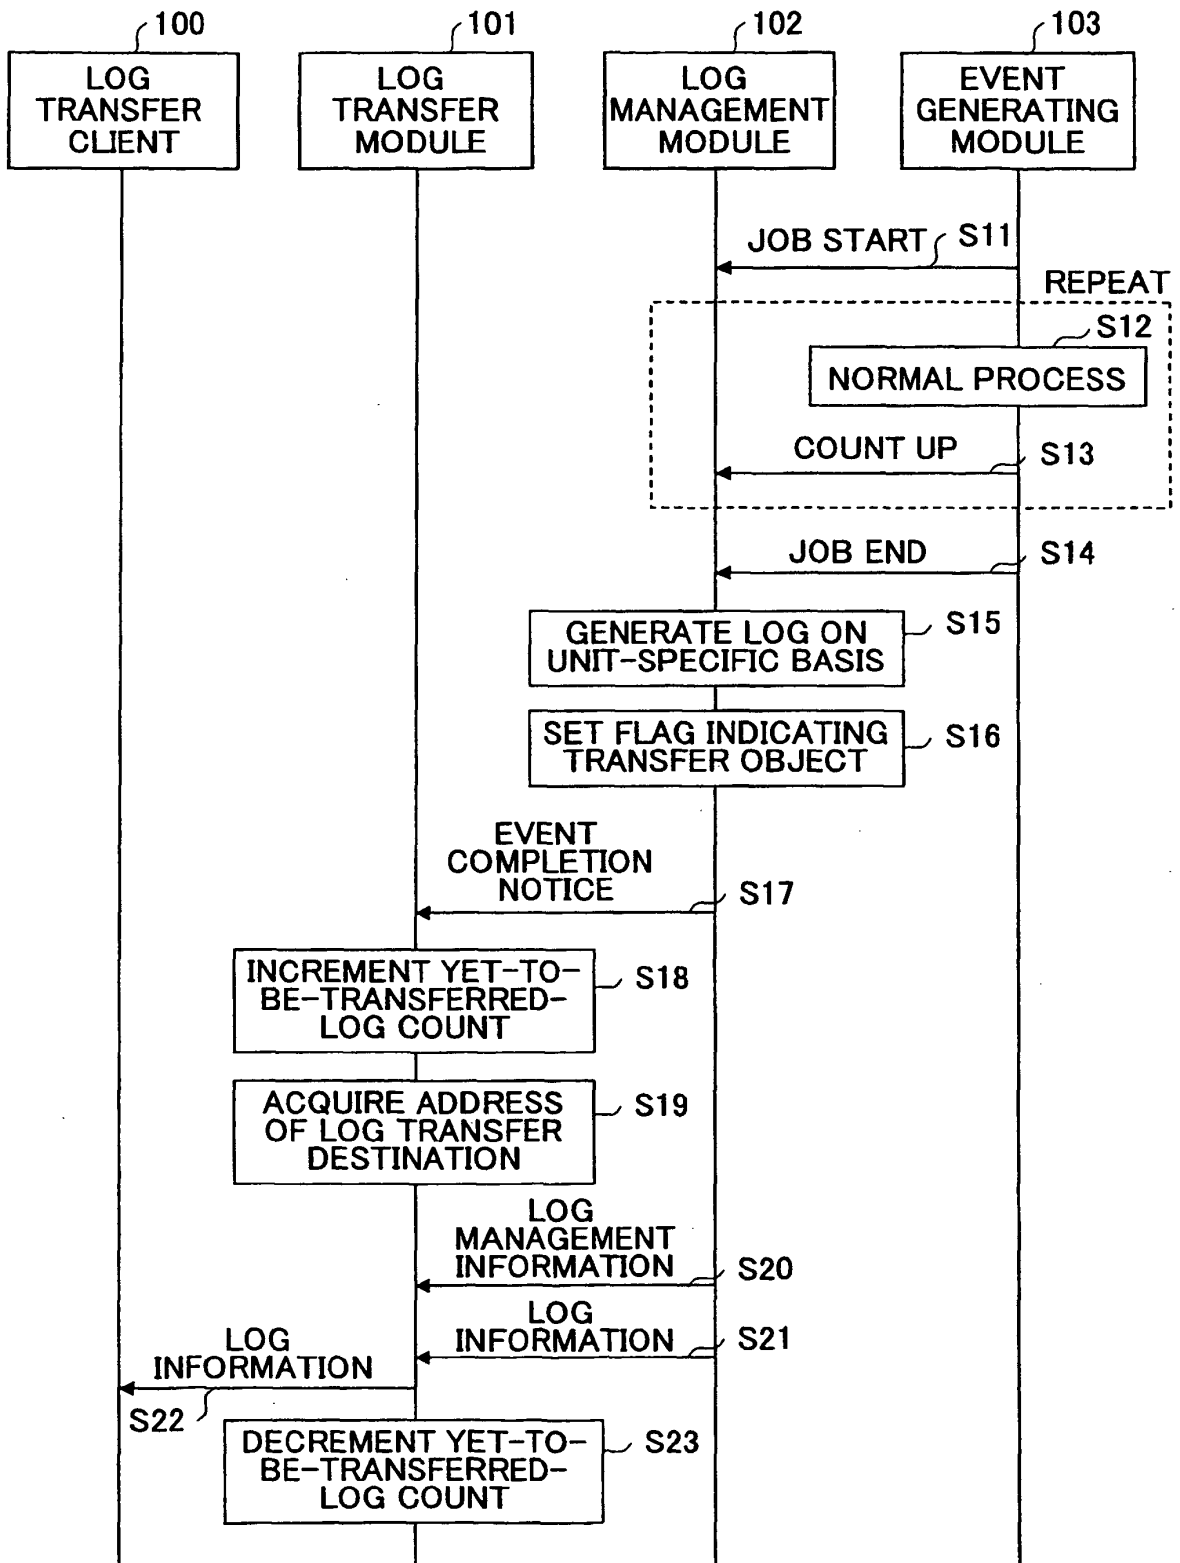 100
101
102
103
LOG
TRANSFER
CLIENT
LOG
TRANSFER
MODULE
LOG
MANAGEMENT
MODULE
EVENT
GENERATING
MODULE
JOB START
S11
REPEAT
S12
NORMAL PROCESS
COUNT UP
S13
JOB END
S14
GENERATE LOG ON
UNIT-SPECIFIC BASIS
S15
SET FLAG INDICATING
TRANSFER OBJECT
S16
EVENT
COMPLETION
NOTICE
S17
INCREMENT YET-TO-
BE-TRANSFERRED-
LOG COUNT
S18
ACQUIRE ADDRESS
OF LOG TRANSFER
DESTINATION
S19
LOG
MANAGEMENT
INFORMATION
S20
LOG
INFORMATION
S21
LOG
INFORMATION
S22
DECREMENT YET-TO-
BE-TRANSFERRED-
LOG COUNT
S23